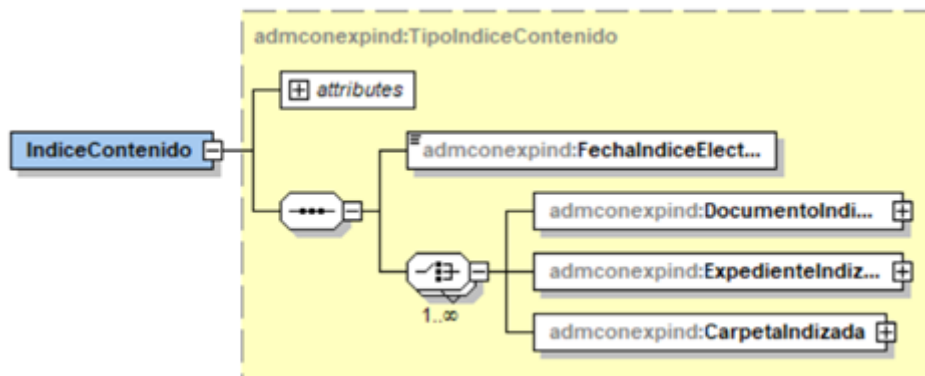 admconexpind:TipoIndiceContenido
attributes
IndiceContenido
admconexpind:FechaIndiceElect...
admconexpind:DocumentoIndi...
admconexpind:ExpedienteIndiz...
1..∞
admconexpind:CarpetaIndizada